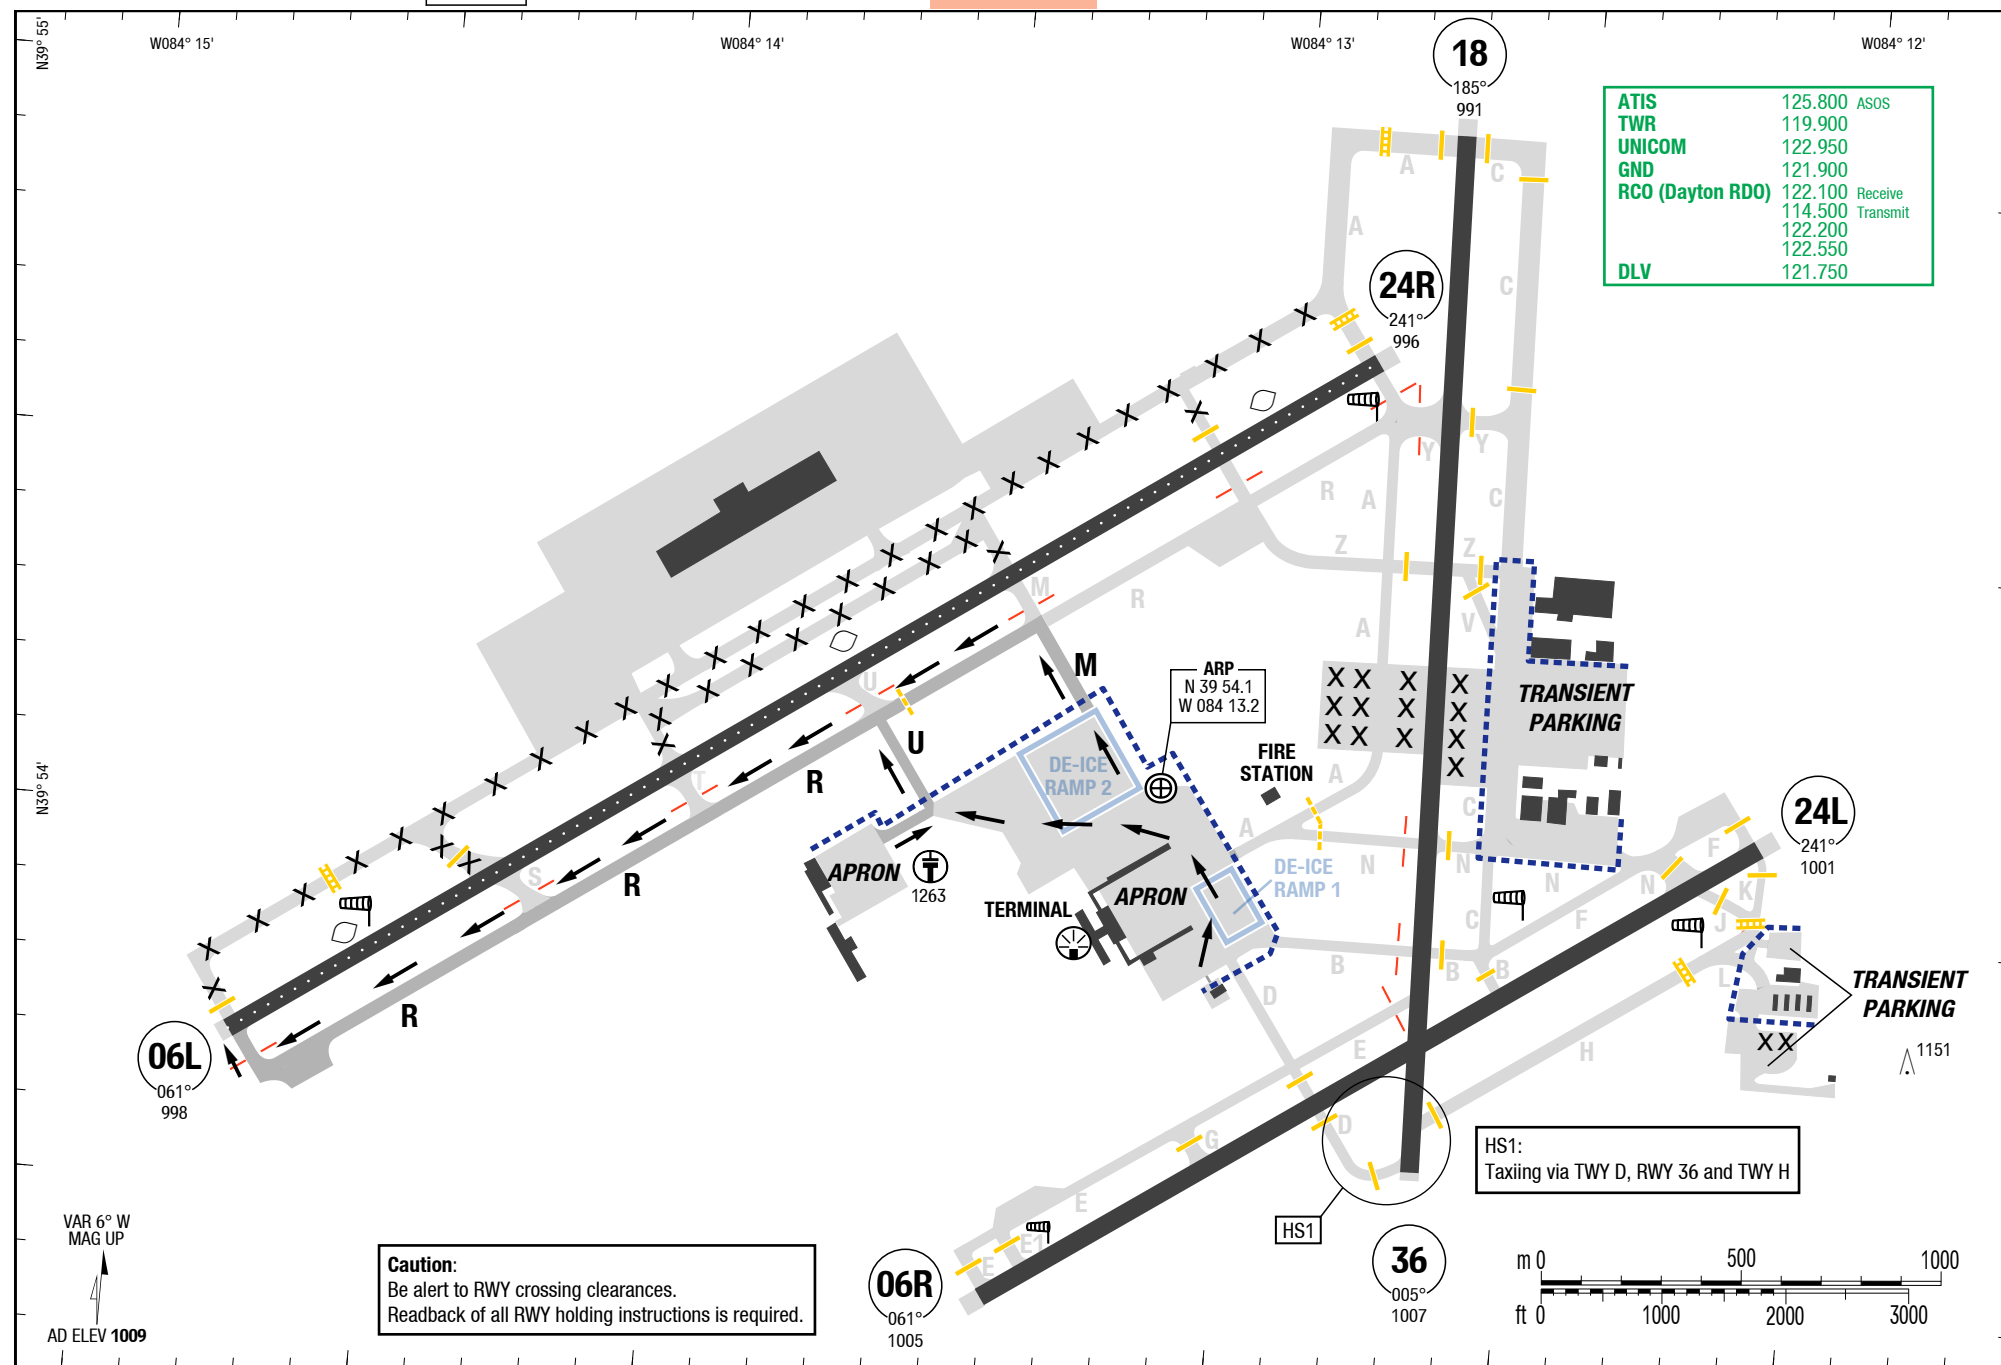 N39° 55'
W084° 15'
W084° 14'
W084° 13'
W084° 12'
18
185°
991
ATIS 125.800 ASOS
TWR 119.900
UNICOM 122.950
GND 121.900
RCO (Dayton RDO) 122.100 Receive
114.500 Transmit
122.200
122.550
DLV 121.750
A
C
A
C
24R
241°
996
Y
Y
R
A
C
Z
Z
M
R
A
V
M
U
ARP
N 39 54.1
W 084 13.2
X X X X
X X X X
X X X X
X
TRANSIENT
PARKING
U
FIRE
STATION
N39° 54'
T
R
DE-ICE
RAMP 2
A
C
24L
241°
1001
A
N
N
N
N
F
K
S
R
APRON
1263
APRON
DE-ICE
RAMP 1
TERMINAL
C
F
J
B
B
B
L
D
TRANSIENT
PARKING
R
06L
061°
998
E
H
X X
1151
D
G
HS1:
Taxiing via TWY D, RWY 36 and TWY H
E
E1
E
HS1
VAR 6° W
MAG UP
AD ELEV 1009
Caution:
Be alert to RWY crossing clearances.
Readback of all RWY holding instructions is required.
06R
061°
1005
36
005°
1007
m 0 500 1000
ft 0 1000 2000 3000